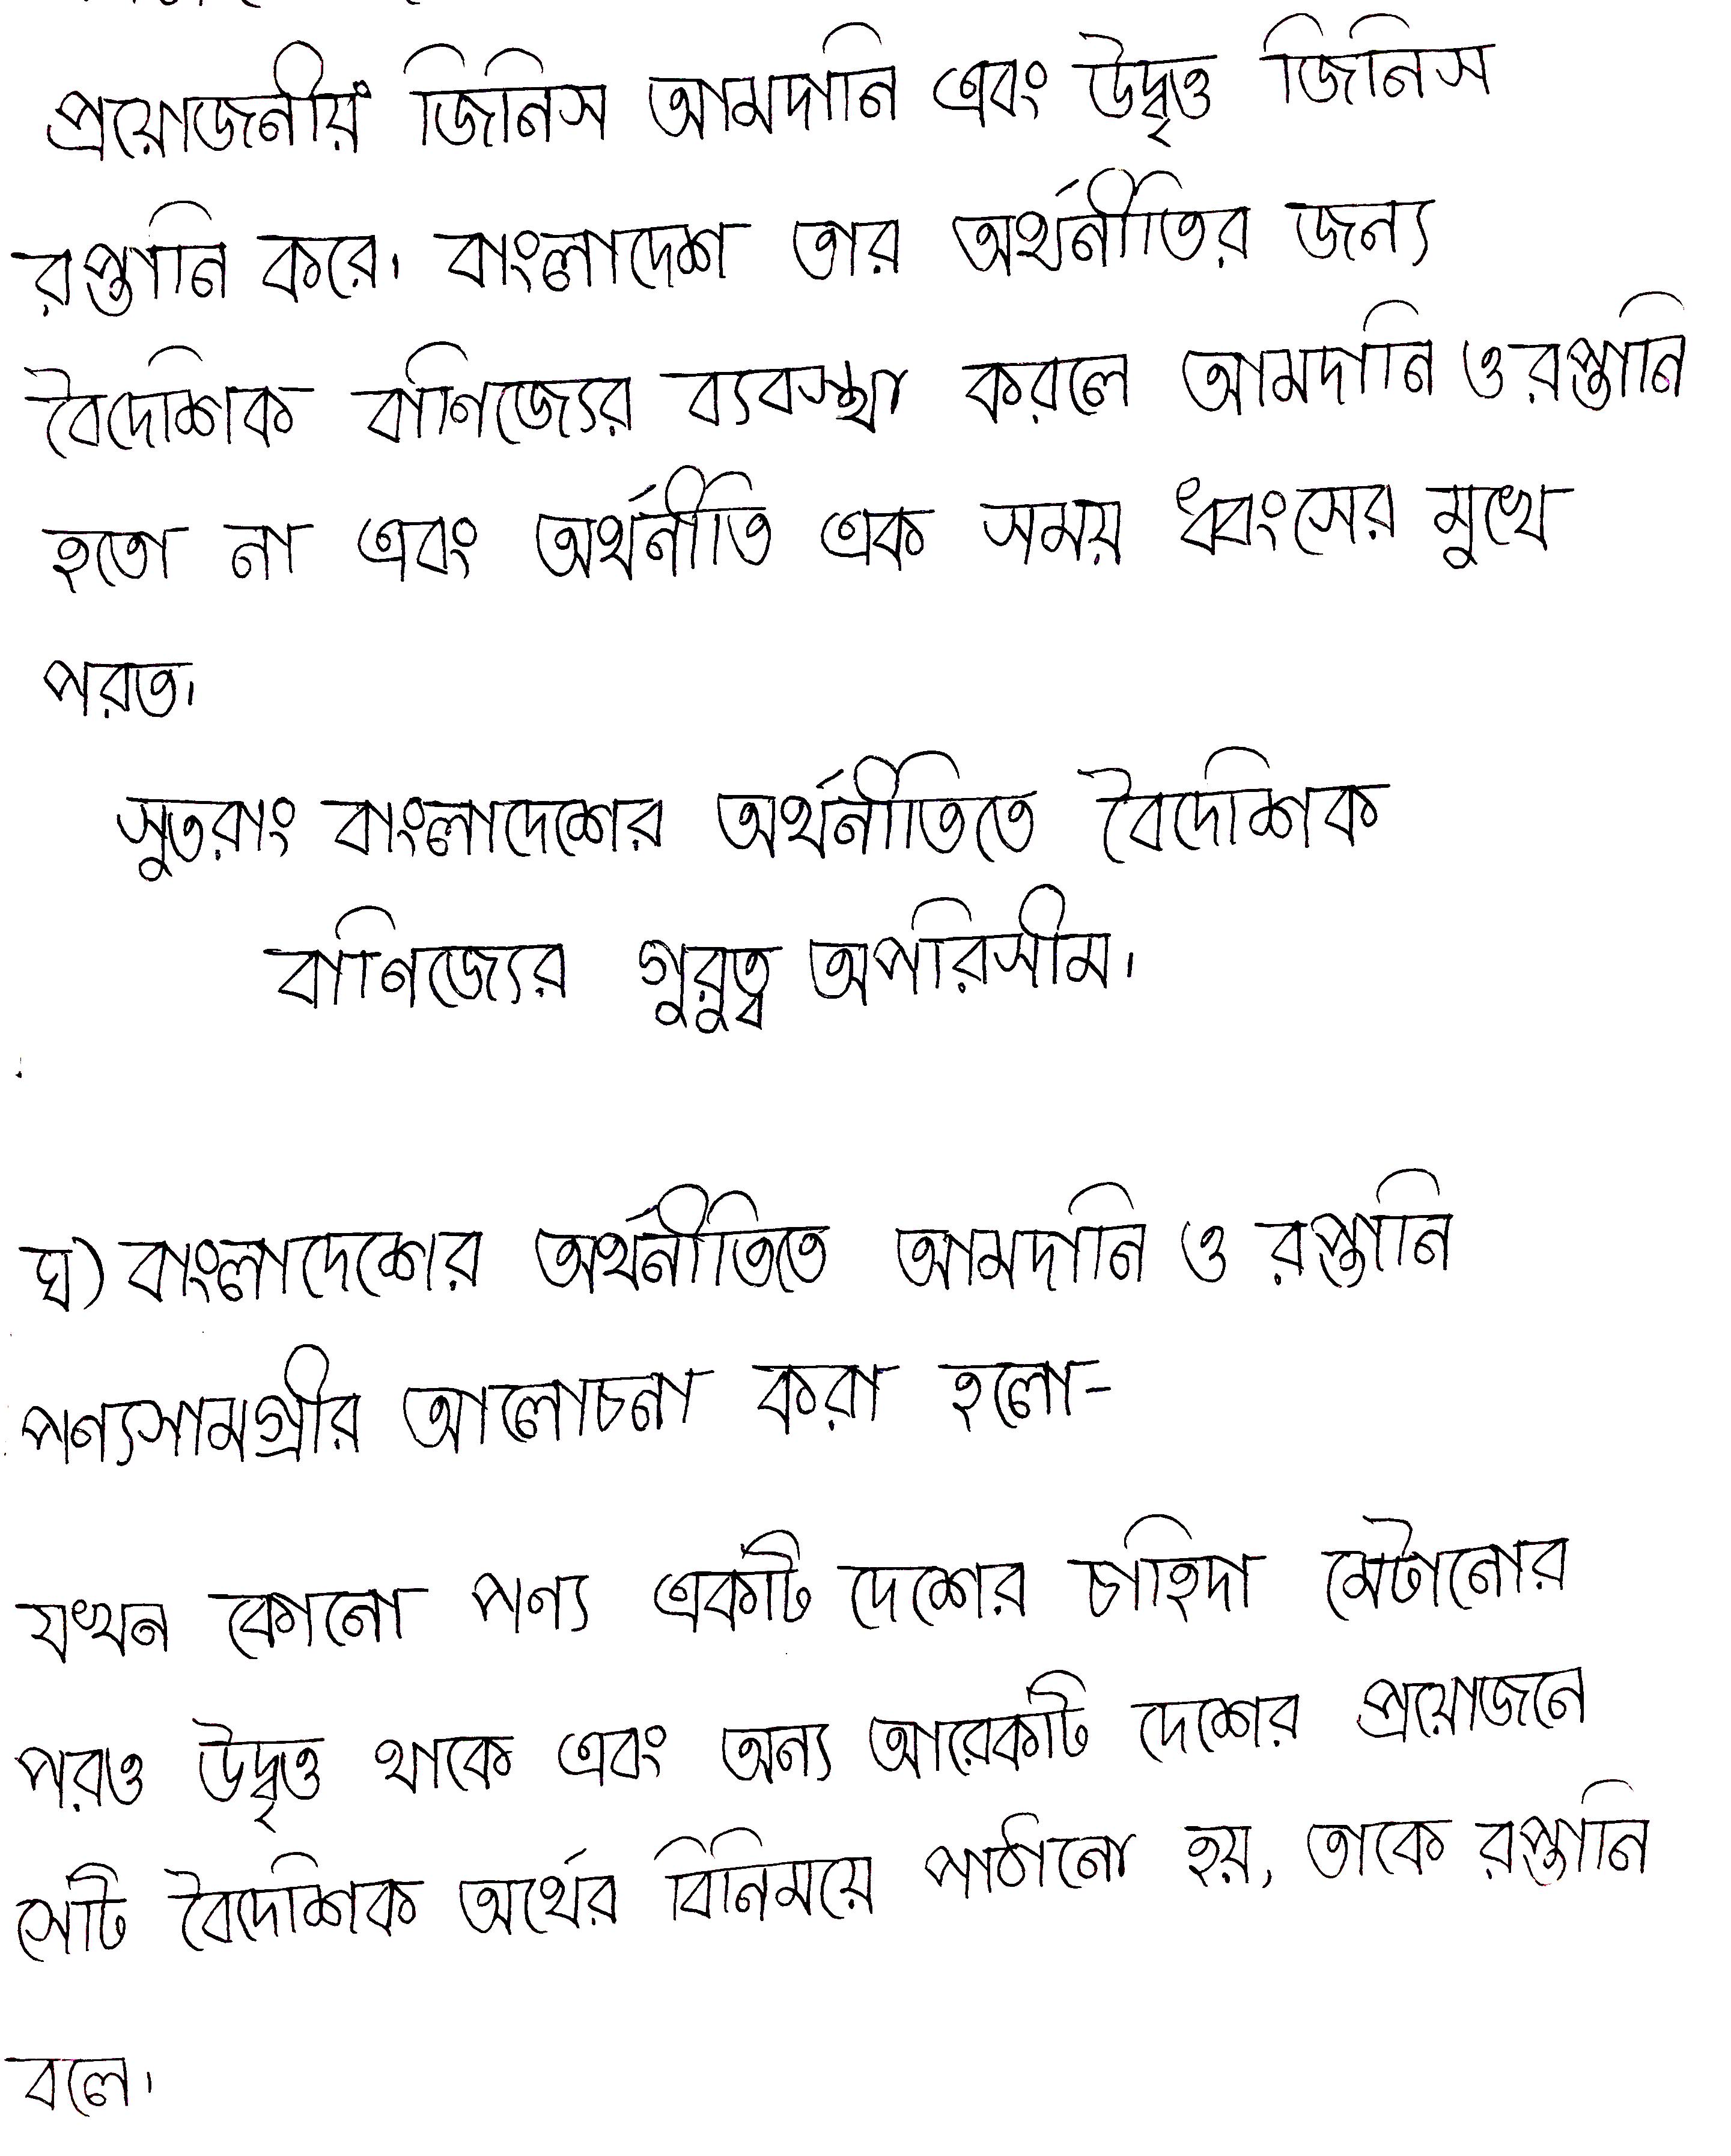 প্রয়োজনীয় জিনিস আমদানি এবং উদ্বৃত্ত জিনিস
রপ্তানি করে। বাংলাদেশ তার অর্থনীতির জন্য
বৈদেশিক বাণিজ্যের ব্যবস্থা করলে আমদানি ও রপ্তানি
হতো না এবং অর্থনীতি এক সময় ধ্বংসের মুখে
পরত।
সুতরাং বাংলাদেশের অর্থনীতিতে বৈদেশিক
বাণিজ্যের গুরুত্ব অপরিসীম।
ঘ) বাংলাদেশের অর্থনীতিতে আমদানি ও রপ্তানি
পন্যসামগ্রীর আলোচনা করা হলো-
যখন কোনো পণ্য একটি দেশের চাহিদা মেটানোর
পরও উদ্বৃত্ত থাকে এবং অন্য আরেকটি দেশের প্রয়োজনে
সেটি বৈদেশিক অর্থের বিনিময়ে পাঠানো হয়, তাকে রপ্তানি
বলে।